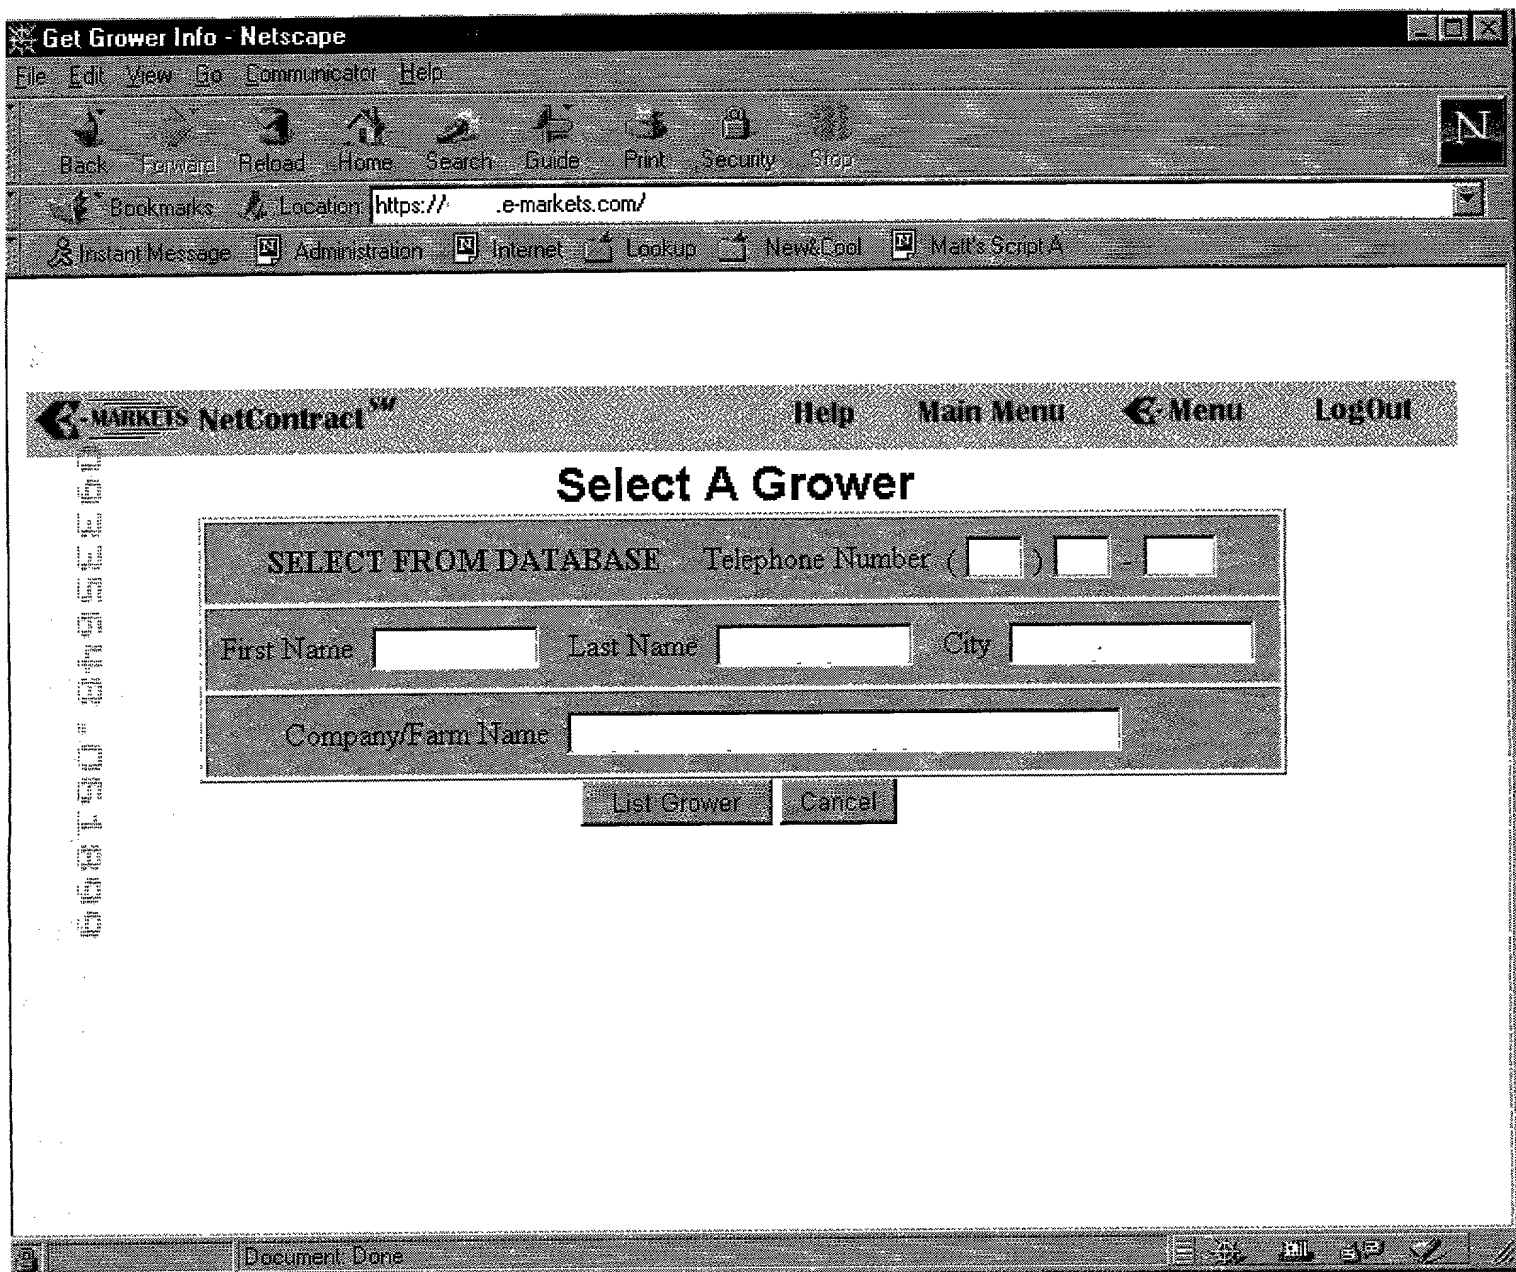 Get Grower Info - Netscape
File Edit View Go Communicator Help
Back Forward Reload Home Search Guide Print Security Stop
N
Bookmarks Location: https:// .e-markets.com/
Instant Message Administration Internet Lookup New&Cool Matt's Script A
E-MARKETS NetContract SM Help Main Menu E-Menu LogOut
Select A Grower
SELECT FROM DATABASE Telephone Number ( ) -
First Name Last Name City
Company/Farm Name
List Grower Cancel
09335648.051899
Document: Done